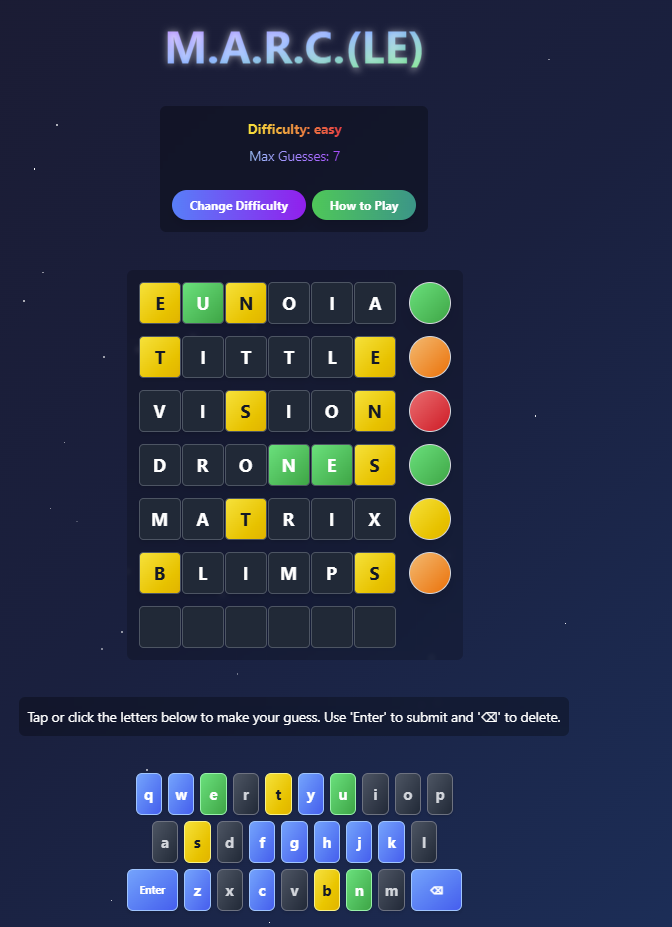 M.A.R.C.(LE)
Difficulty: easy
Max Guesses: 7
Change Difficulty How to Play
E U N O I A
T I T T L E
V I S I O N
D R O N E S
M A T R I X
B L I M P S
Tap or click the letters below to make your guess. Use 'Enter' to submit and '⌫' to delete.
q w e r t y u i o p
a s d f g h j k l
Enter z x c v b n m ⌫